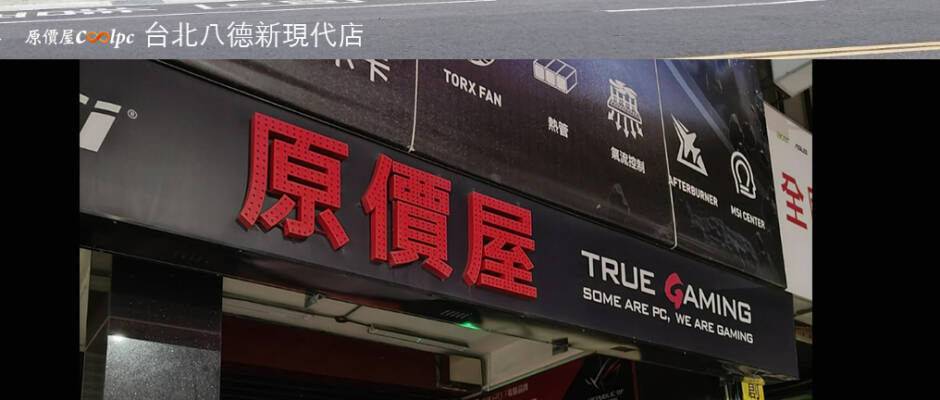 原價屋coolpc 台北八德新現代店
TORX FAN
熱管
氣流控制
AFTERBURNER
MSI CENTER
si®
原價屋
TRUE GAMING
SOME ARE PC, WE ARE GAMING
全